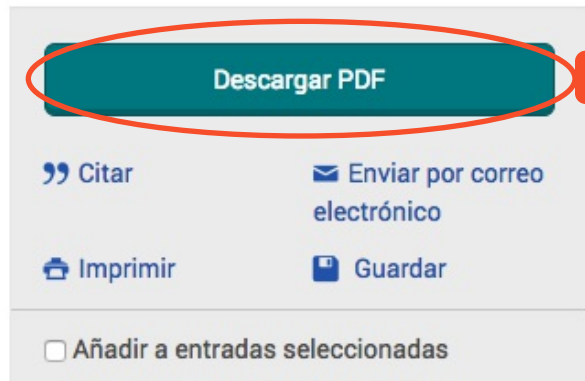 Descargar PDF
Citar
Enviar por correo
electrónico
Imprimir
Guardar
Añadir a entradas seleccionadas